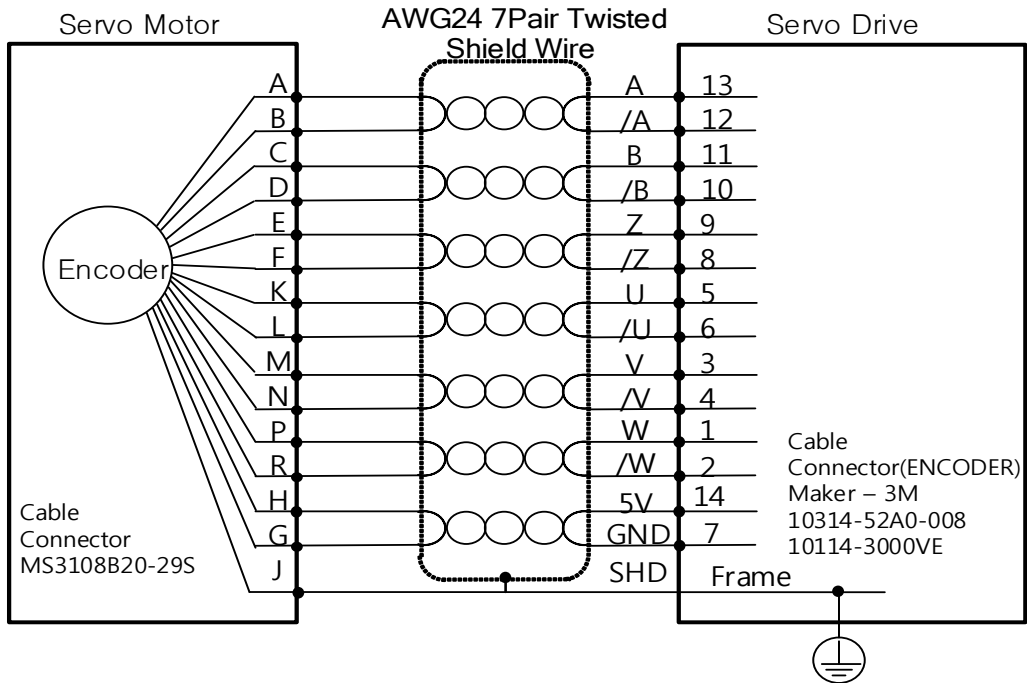 Servo Motor
AWG24 7Pair Twisted
Shield Wire
Servo Drive
A A 13
B /A 12
C B 11
D /B 10
E Z 9
F /Z 8
K U 5
L /U 6
M V 3
N /V 4
P W 1
R /W 2
H 5V 14
G GND 7
J SHD Frame
Encoder
Cable
Connector
MS3108B20-29S
Cable
Connector(ENCODER)
Maker – 3M
10314-52A0-008
10114-3000VE